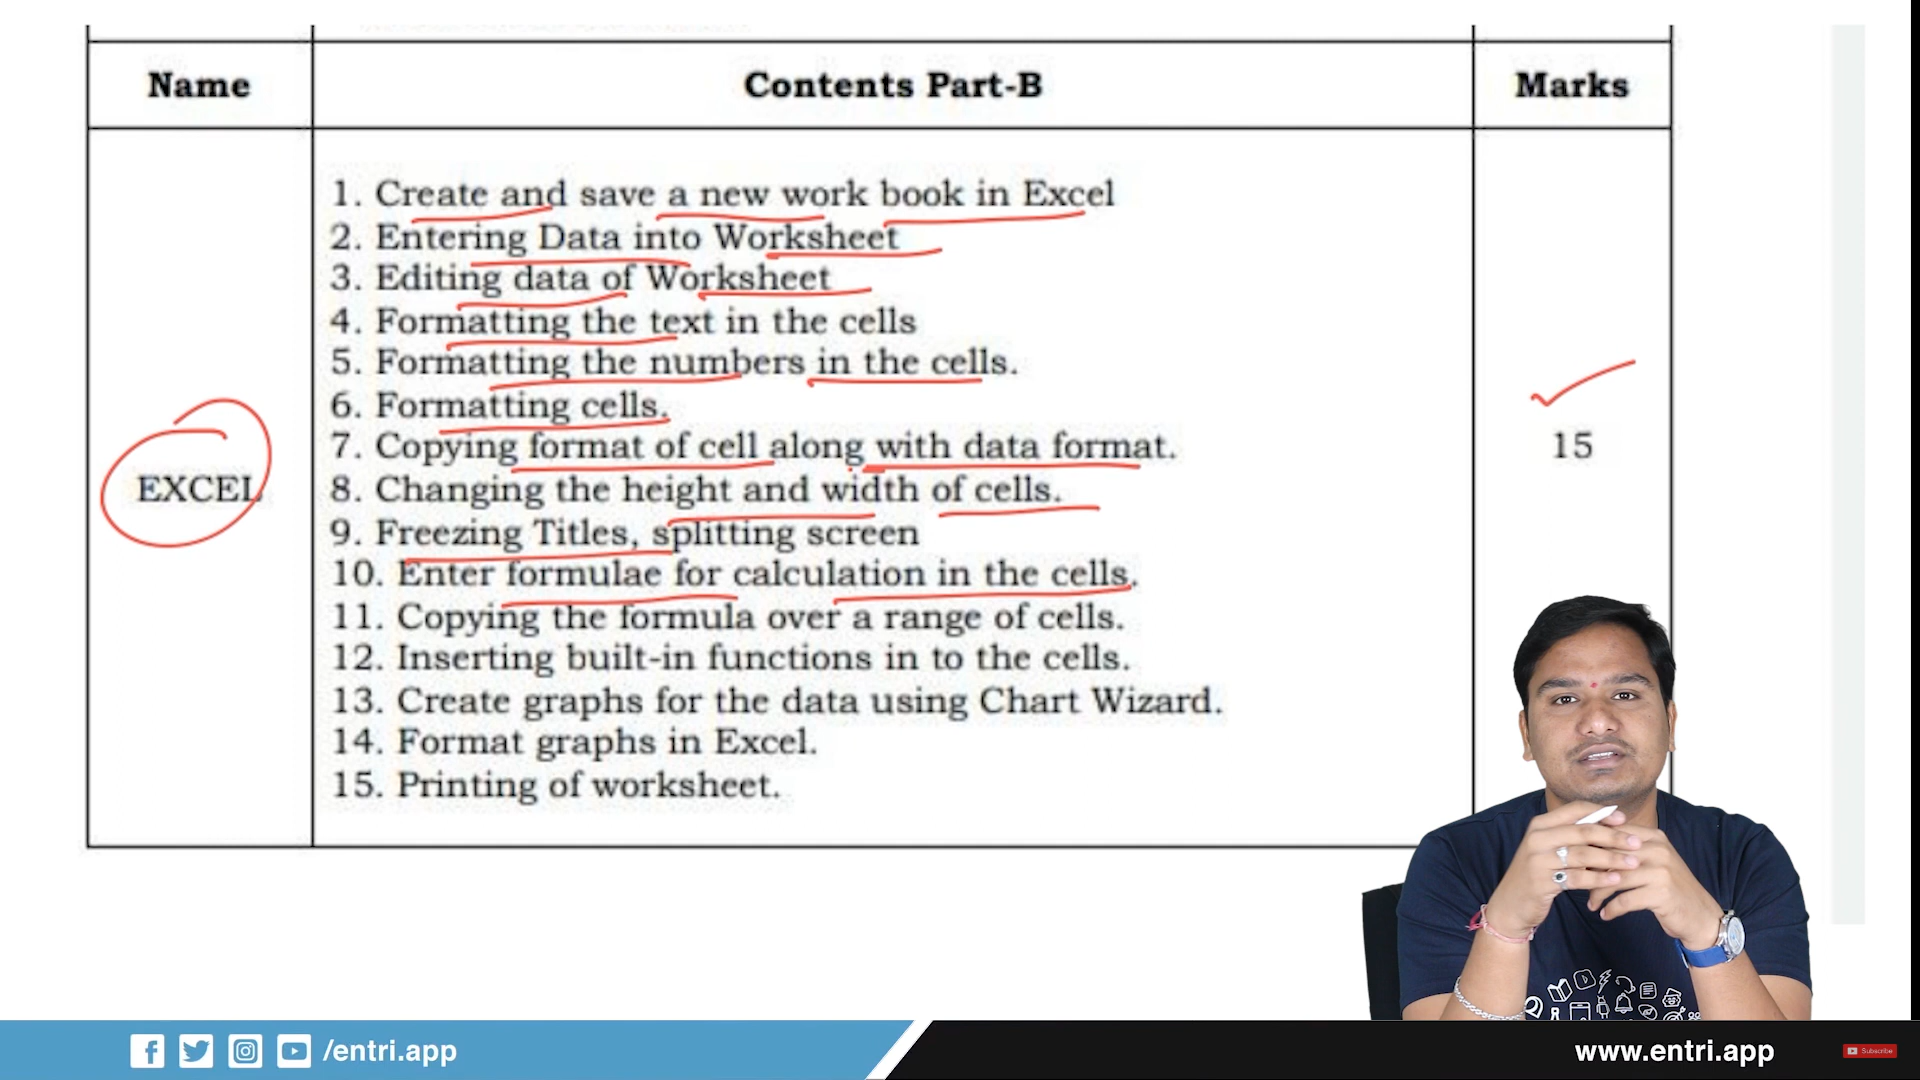 Name Contents Part-B Marks
1. Create and save a new work book in Excel
2. Entering Data into Worksheet
3. Editing data of Worksheet
4. Formatting the text in the cells
5. Formatting the numbers in the cells.
6. Formatting cells.
7. Copying format of cell along with data format.
8. Changing the height and width of cells.
9. Freezing Titles, splitting screen
10. Enter formulae for calculation in the cells.
11. Copying the formula over a range of cells.
12. Inserting built-in functions in to the cells.
13. Create graphs for the data using Chart Wizard.
14. Format graphs in Excel.
15. Printing of worksheet.
EXCEL
15
/entri.app
www.entri.app
Subscribe